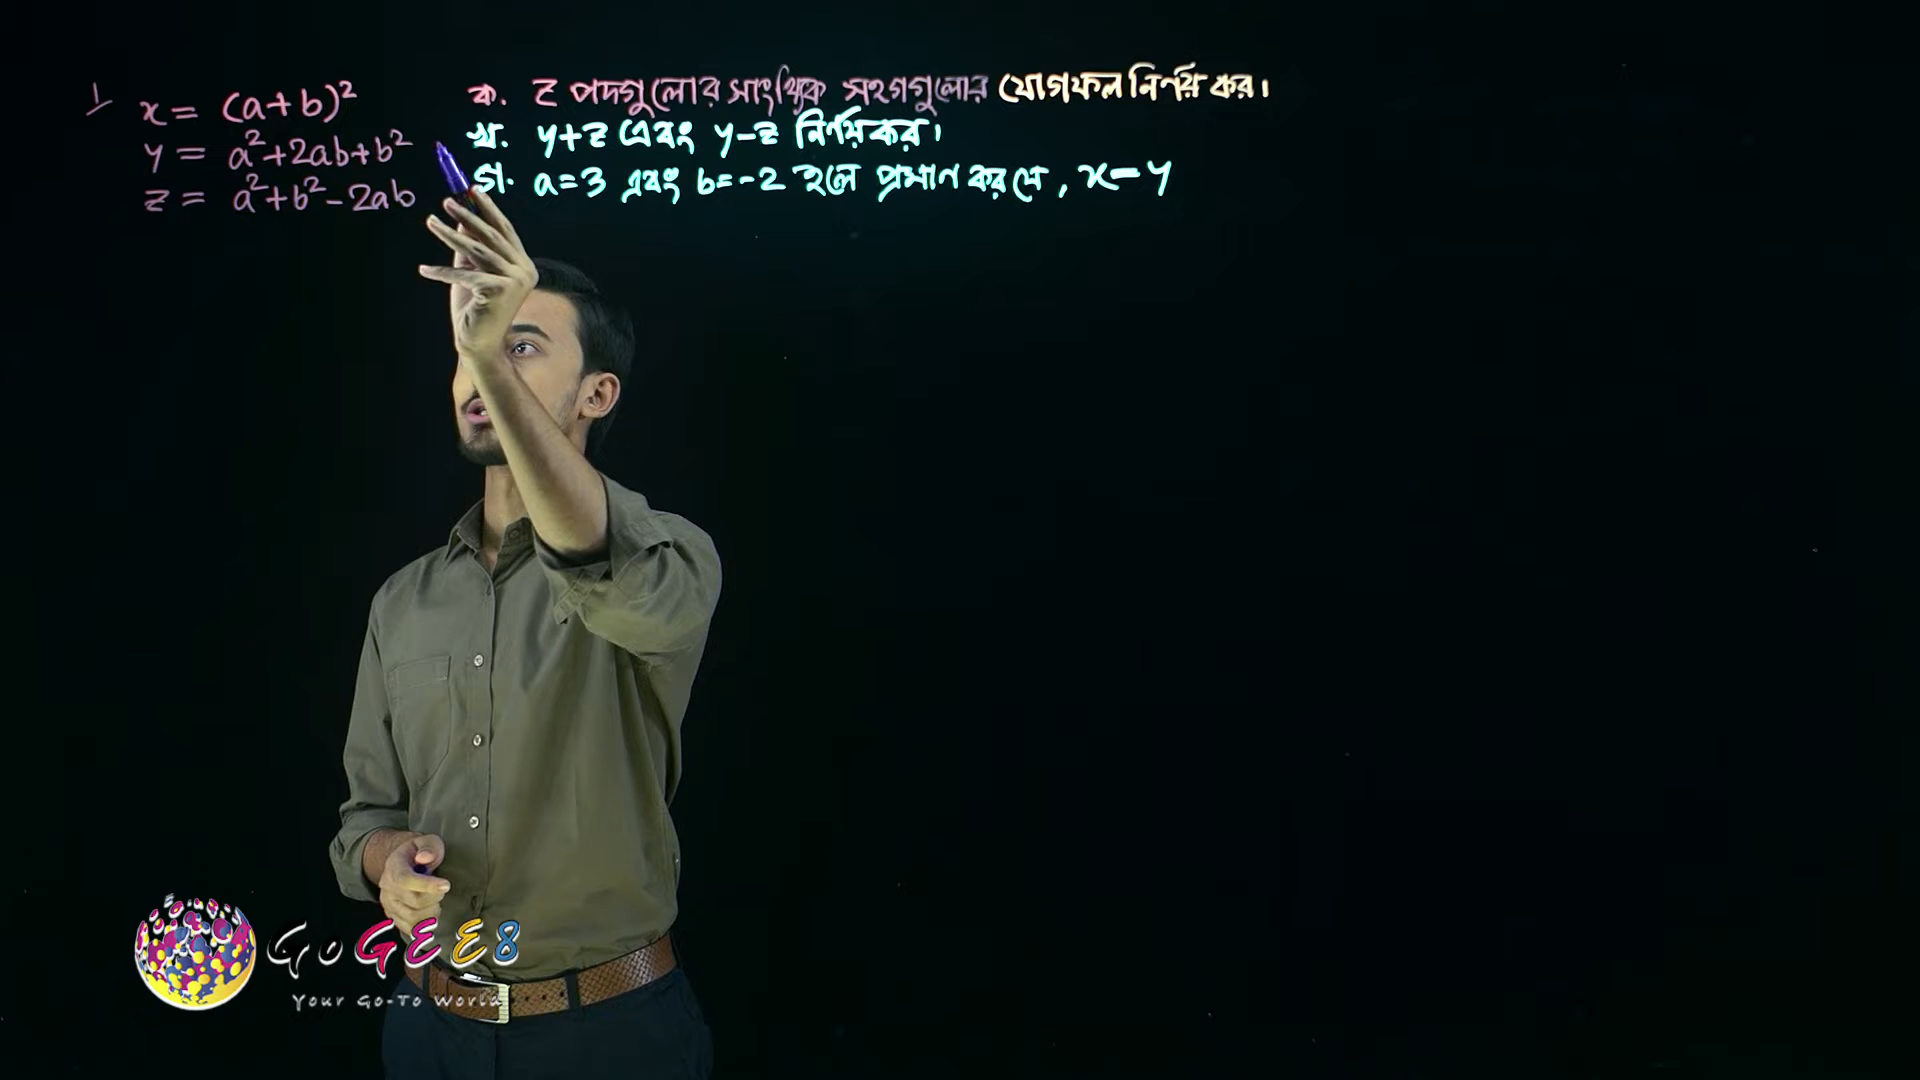 ১/ x = (a+b)²
y = a²+2ab+b²
z = a²+b²-2ab
ক. z পদগুলোর সাংখ্যিক সহগগুলোর যোগফল নির্ণয় কর।
খ. y+z এবং y-z নির্ণয় কর।
গ. a=3 এবং b=-2 হলে প্রমাণ কর যে, x=y
GoGEE8
Your Go-To World